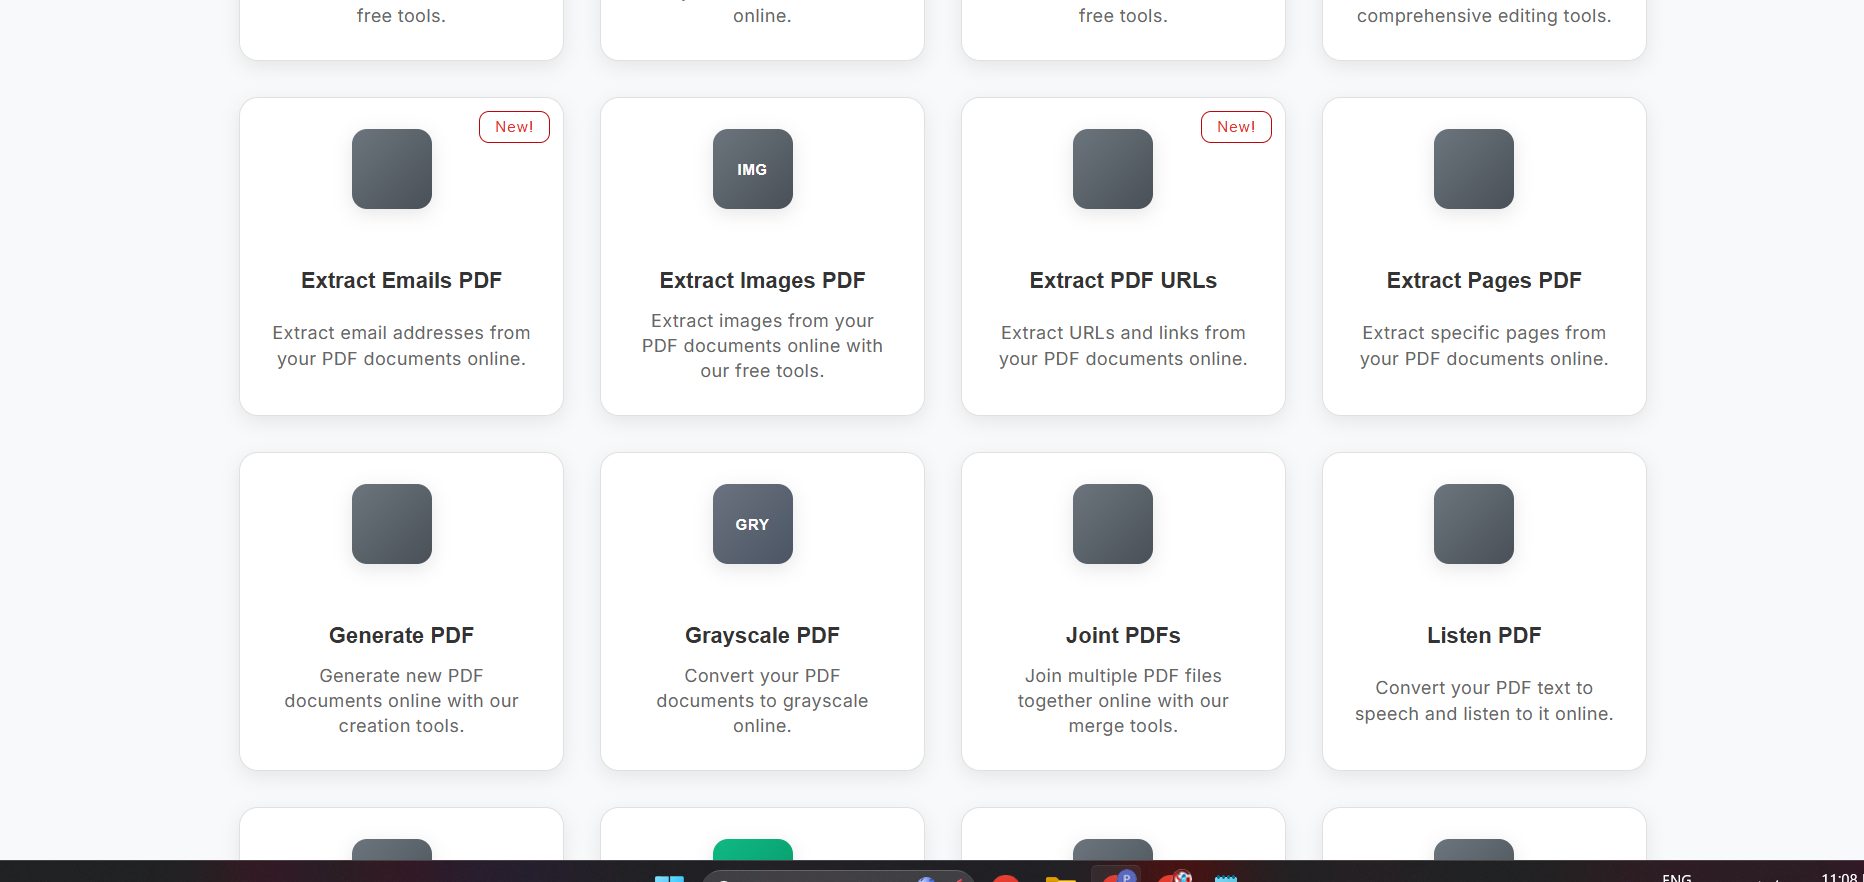 free tools.
online.
free tools.
comprehensive editing tools.
New!
Extract Emails PDF
Extract email addresses from
your PDF documents online.
IMG
Extract Images PDF
Extract images from your
PDF documents online with
our free tools.
New!
Extract PDF URLs
Extract URLs and links from
your PDF documents online.
Extract Pages PDF
Extract specific pages from
your PDF documents online.
Generate PDF
Generate new PDF
documents online with our
creation tools.
GRY
Grayscale PDF
Convert your PDF
documents to grayscale
online.
Joint PDFs
Join multiple PDF files
together online with our
merge tools.
Listen PDF
Convert your PDF text to
speech and listen to it online.
P
ENG
11:08